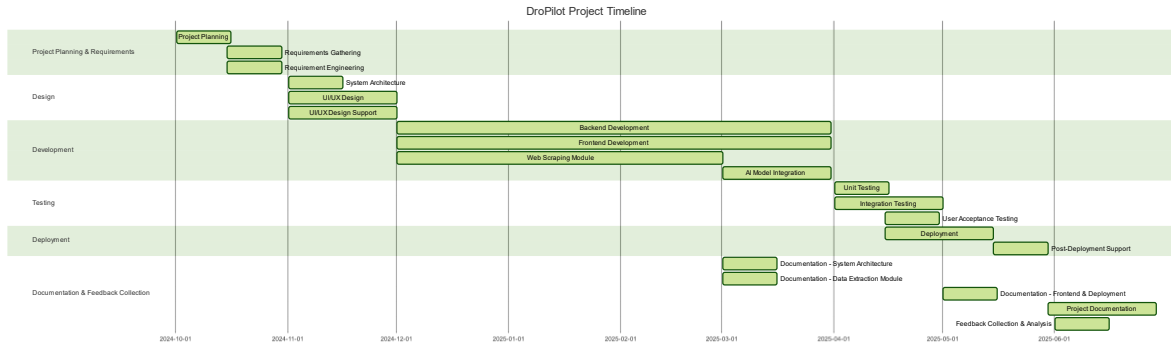 DroPilot Project Timeline
Project Planning
Project Planning & Requirements
Requirements Gathering
Requirement Engineering
System Architecture
Design
UI/UX Design
UI/UX Design Support
Backend Development
Frontend Development
Development
Web Scraping Module
AI Model Integration
Unit Testing
Testing
Integration Testing
User Acceptance Testing
Deployment
Deployment
Post-Deployment Support
Documentation - System Architecture
Documentation - Data Extraction Module
Documentation & Feedback Collection
Documentation - Frontend & Deployment
Project Documentation
Feedback Collection & Analysis
2024-10-01 2024-11-01 2024-12-01 2025-01-01 2025-02-01 2025-03-01 2025-04-01 2025-05-01 2025-06-01